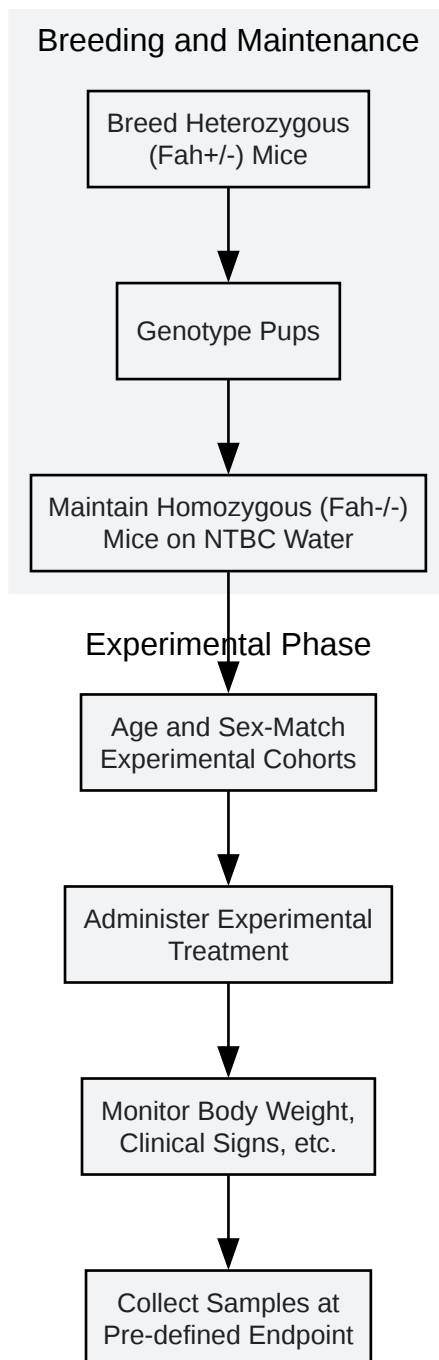 Breeding and Maintenance
Breed Heterozygous
(Fah+/-) Mice
Genotype Pups
Maintain Homozygous (Fah-/-)
Mice on NTBC Water
Experimental Phase
Age and Sex-Match
Experimental Cohorts
Administer Experimental
Treatment
Monitor Body Weight,
Clinical Signs, etc.
Collect Samples at
Pre-defined Endpoint